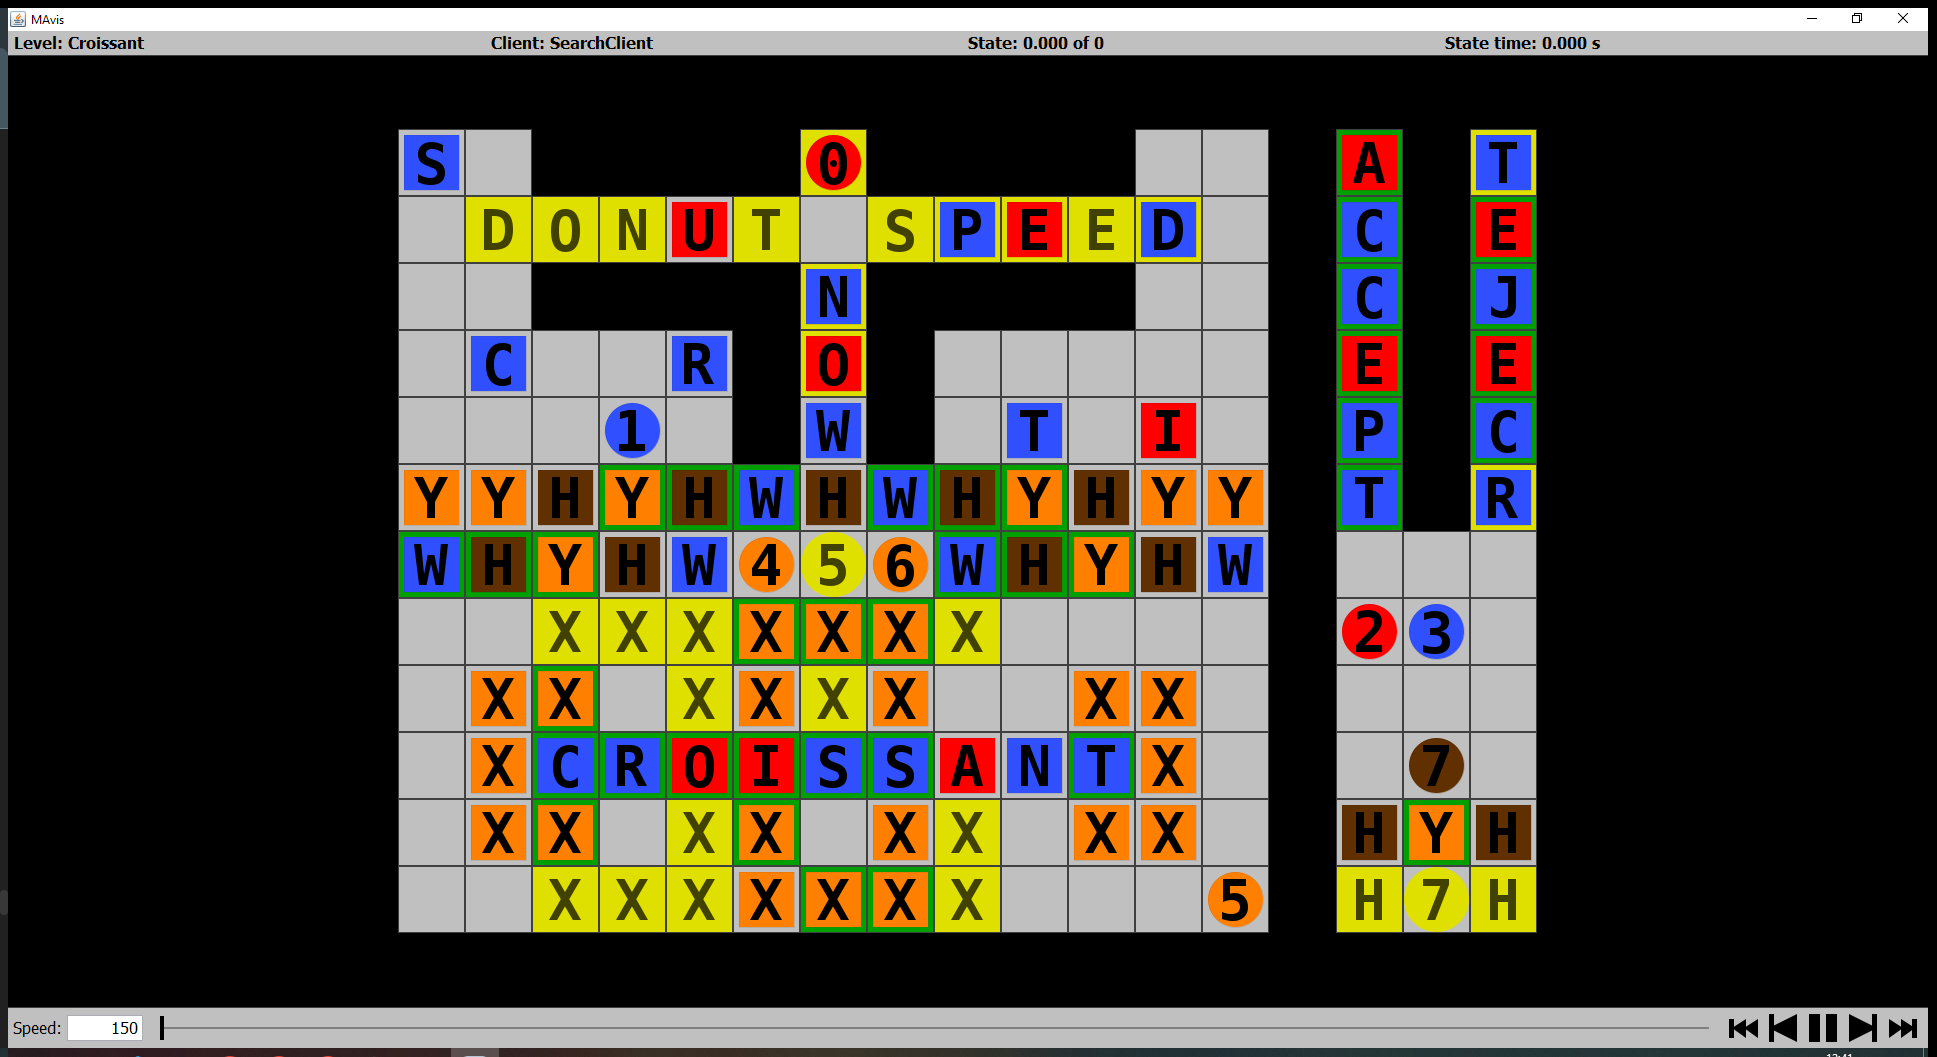 MAvis
Level: Croissant Client: SearchClient State: 0.000 of 0 State time: 0.000 s
S 0 A T
D O N U T S P E E D C E
N C J
C R O E E
1 W T I P C
Y Y H Y H W H W H Y H Y Y T R
W H Y H W 4 5 6 W H Y H W
X X X X X X X 2 3
X X X X X X X X
X C R O I S S A N T X 7
X X X X X X X X H Y H
X X X X X X X 5 H 7 H
Speed: 150